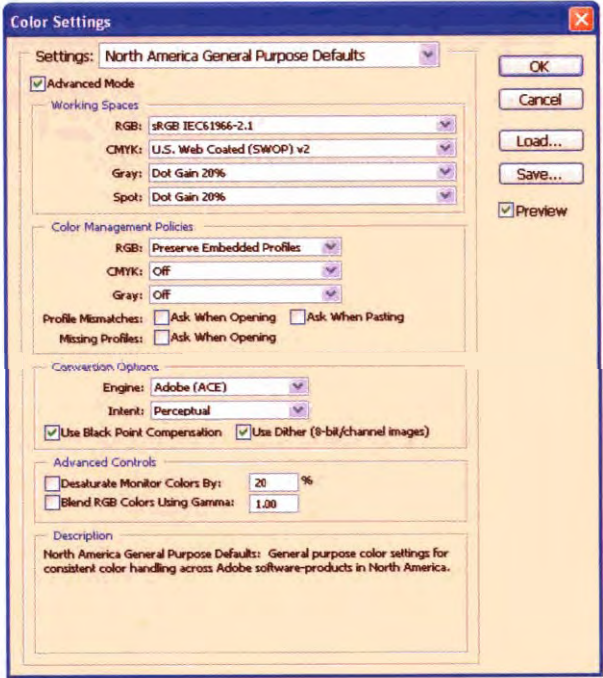 Color Settings
Settings: North America General Purpose Defaults
OK
Advanced Mode
Cancel
Working Spaces
RGB: sRGB IEC61966-2.1
CMYK: U.S. Web Coated (SWOP) v2
Load...
Gray: Dot Gain 20%
Save...
Spot: Dot Gain 20%
Preview
Color Management Policies
RGB: Preserve Embedded Profiles
CMYK: Off
Gray: Off
Profile Mismatches: Ask When Opening Ask When Pasting
Missing Profiles: Ask When Opening
Convertion Options
Engine: Adobe (ACE)
Intent: Perceptual
Use Black Point Compensation Use Dither (8-bit/channel images)
Advanced Controls
Desaturate Monitor Colors By: 20 %
Blend RGB Colors Using Gamma: 1.00
Description
North America General Purpose Defaults: General purpose color settings for
consistent color handling across Adobe software-products in North America.